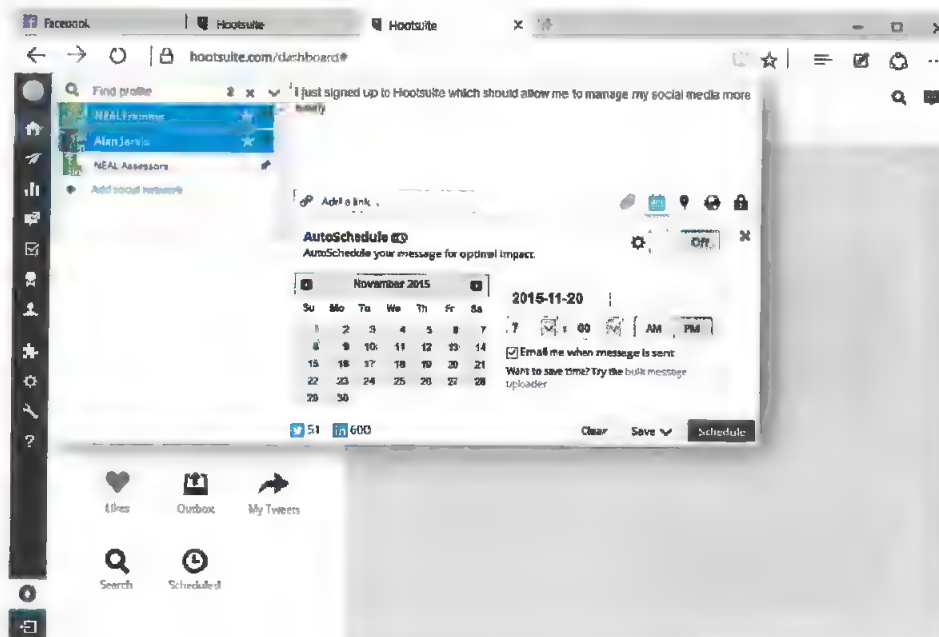 Facebook
Hootsuite
Hootsuite
hootsuite.com/dashboard#
Find profile
2
I just signed up to Hootsuite which should allow me to manage my social media more
easily
NEALTraining
Alan Jarvis
NEAL Assessors
Add social network
Add a link
AutoSchedule
Off
AutoSchedule your message for optimal impact.
November 2015
Su Mo Tu We Th Fr Sa
1 2 3 4 5 6 7
8 9 10 11 12 13 14
15 16 17 18 19 20 21
22 23 24 25 26 27 28
29 30
2015-11-20
7 : 00 AM PM
Email me when message is sent
Want to save time? Try the bulk message
uploader
51 in 600
Clear Save Schedule
?
Likes Outbox My Tweets
Search Scheduled